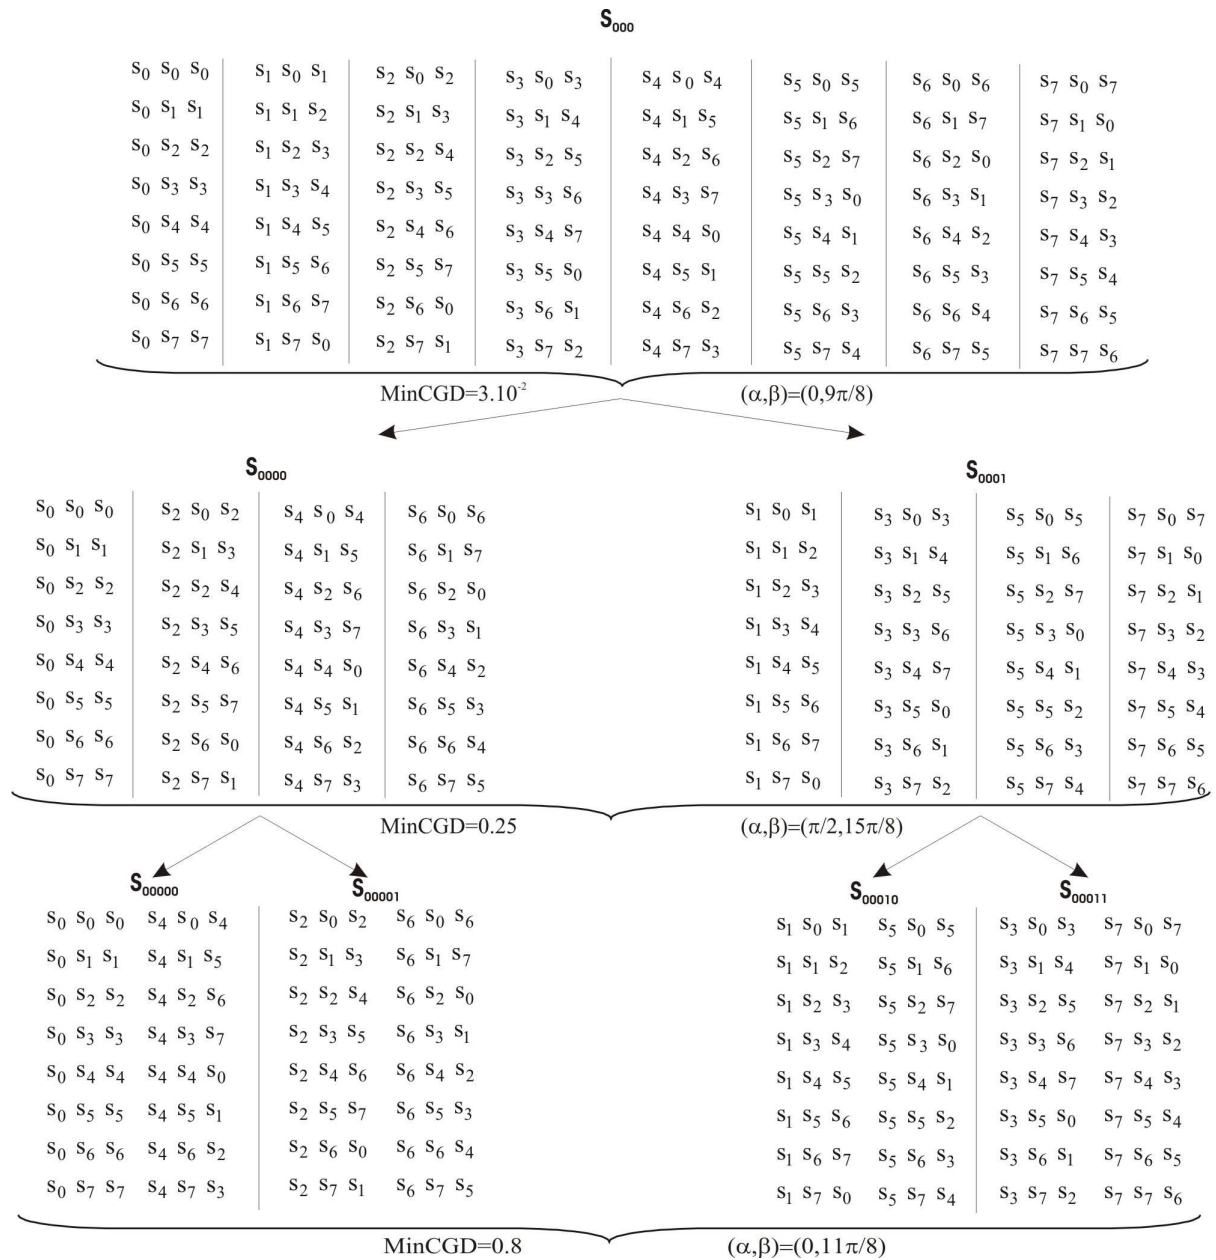 S₀₀₀
s₀ s₀ s₀ s₁ s₀ s₁ s₂ s₀ s₂ s₃ s₀ s₃ s₄ s₀ s₄ s₅ s₀ s₅ s₆ s₀ s₆ s₇ s₀ s₇
s₀ s₁ s₁ s₁ s₁ s₂ s₂ s₁ s₃ s₃ s₁ s₄ s₄ s₁ s₅ s₅ s₁ s₆ s₆ s₁ s₇ s₇ s₁ s₀
s₀ s₂ s₂ s₁ s₂ s₃ s₂ s₂ s₄ s₃ s₂ s₅ s₄ s₂ s₆ s₅ s₂ s₇ s₆ s₂ s₀ s₇ s₂ s₁
s₀ s₃ s₃ s₁ s₃ s₄ s₂ s₃ s₅ s₃ s₃ s₆ s₄ s₃ s₇ s₅ s₃ s₀ s₆ s₃ s₁ s₇ s₃ s₂
s₀ s₄ s₄ s₁ s₄ s₅ s₂ s₄ s₆ s₃ s₄ s₇ s₄ s₄ s₀ s₅ s₄ s₁ s₆ s₄ s₂ s₇ s₄ s₃
s₀ s₅ s₅ s₁ s₅ s₆ s₂ s₅ s₇ s₃ s₅ s₀ s₄ s₅ s₁ s₅ s₅ s₂ s₆ s₅ s₃ s₇ s₅ s₄
s₀ s₆ s₆ s₁ s₆ s₇ s₂ s₆ s₀ s₃ s₆ s₁ s₄ s₆ s₂ s₅ s₆ s₃ s₆ s₆ s₄ s₇ s₆ s₅
s₀ s₇ s₇ s₁ s₇ s₀ s₂ s₇ s₁ s₃ s₇ s₂ s₄ s₇ s₃ s₅ s₇ s₄ s₆ s₇ s₅ s₇ s₇ s₆
MinCGD=3.10⁻² (α,β)=(0,9π/8)
S₀₀₀₀ S₀₀₀₁
s₀ s₀ s₀ s₂ s₀ s₂ s₄ s₀ s₄ s₆ s₀ s₆ s₁ s₀ s₁ s₃ s₀ s₃ s₅ s₀ s₅ s₇ s₀ s₇
s₀ s₁ s₁ s₂ s₁ s₃ s₄ s₁ s₅ s₆ s₁ s₇ s₁ s₁ s₂ s₃ s₁ s₄ s₅ s₁ s₆ s₇ s₁ s₀
s₀ s₂ s₂ s₂ s₂ s₄ s₄ s₂ s₆ s₆ s₂ s₀ s₁ s₂ s₃ s₃ s₂ s₅ s₅ s₂ s₇ s₇ s₂ s₁
s₀ s₃ s₃ s₂ s₃ s₅ s₄ s₃ s₇ s₆ s₃ s₁ s₁ s₃ s₄ s₃ s₃ s₆ s₅ s₃ s₀ s₇ s₃ s₂
s₀ s₄ s₄ s₂ s₄ s₆ s₄ s₄ s₀ s₆ s₄ s₂ s₁ s₄ s₅ s₃ s₄ s₇ s₅ s₄ s₁ s₇ s₄ s₃
s₀ s₅ s₅ s₂ s₅ s₇ s₄ s₅ s₁ s₆ s₅ s₃ s₁ s₅ s₆ s₃ s₅ s₀ s₅ s₅ s₂ s₇ s₅ s₄
s₀ s₆ s₆ s₂ s₆ s₀ s₄ s₆ s₂ s₆ s₆ s₄ s₁ s₆ s₇ s₃ s₆ s₁ s₅ s₆ s₃ s₇ s₆ s₅
s₀ s₇ s₇ s₂ s₇ s₁ s₄ s₇ s₃ s₆ s₇ s₅ s₁ s₇ s₀ s₃ s₇ s₂ s₅ s₇ s₄ s₇ s₇ s₆
MinCGD=0.25 (α,β)=(π/2,15π/8)
S₀₀₀₀₀ S₀₀₀₀₁ S₀₀₀₁₀ S₀₀₀₁₁
s₀ s₀ s₀ s₄ s₀ s₄ s₂ s₀ s₂ s₆ s₀ s₆ s₁ s₀ s₁ s₅ s₀ s₅ s₃ s₀ s₃ s₇ s₀ s₇
s₀ s₁ s₁ s₄ s₁ s₅ s₂ s₁ s₃ s₆ s₁ s₇ s₁ s₁ s₂ s₅ s₁ s₆ s₃ s₁ s₄ s₇ s₁ s₀
s₀ s₂ s₂ s₄ s₂ s₆ s₂ s₂ s₄ s₆ s₂ s₀ s₁ s₂ s₃ s₅ s₂ s₇ s₃ s₂ s₅ s₇ s₂ s₁
s₀ s₃ s₃ s₄ s₃ s₇ s₂ s₃ s₅ s₆ s₃ s₁ s₁ s₃ s₄ s₅ s₃ s₀ s₃ s₃ s₆ s₇ s₃ s₂
s₀ s₄ s₄ s₄ s₄ s₀ s₂ s₄ s₆ s₆ s₄ s₂ s₁ s₄ s₅ s₅ s₄ s₁ s₃ s₄ s₇ s₇ s₄ s₃
s₀ s₅ s₅ s₄ s₅ s₁ s₂ s₅ s₇ s₆ s₅ s₃ s₁ s₅ s₆ s₅ s₅ s₂ s₃ s₅ s₀ s₇ s₅ s₄
s₀ s₆ s₆ s₄ s₆ s₂ s₂ s₆ s₀ s₆ s₆ s₄ s₁ s₆ s₇ s₅ s₆ s₃ s₃ s₆ s₁ s₇ s₆ s₅
s₀ s₇ s₇ s₄ s₇ s₃ s₂ s₇ s₁ s₆ s₇ s₅ s₁ s₇ s₀ s₅ s₇ s₄ s₃ s₇ s₂ s₇ s₇ s₆
MinCGD=0.8 (α,β)=(0,11π/8)